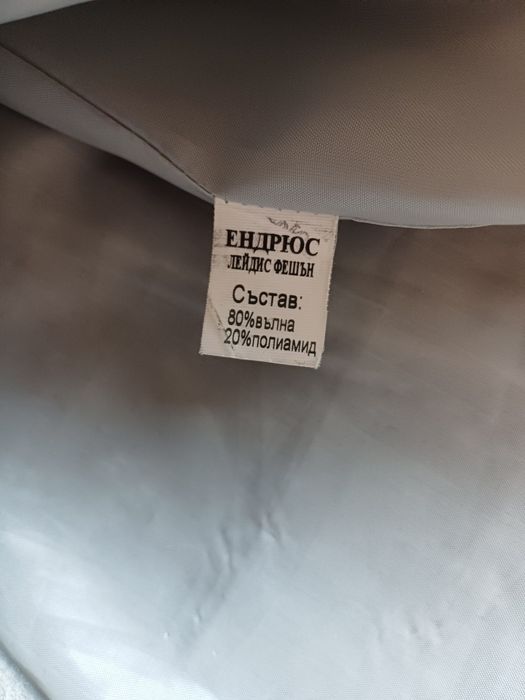 ЕНДРЮС
ЛЕЙДИС ФЕШЪН
Състав:
80%вълна
20%полиамид